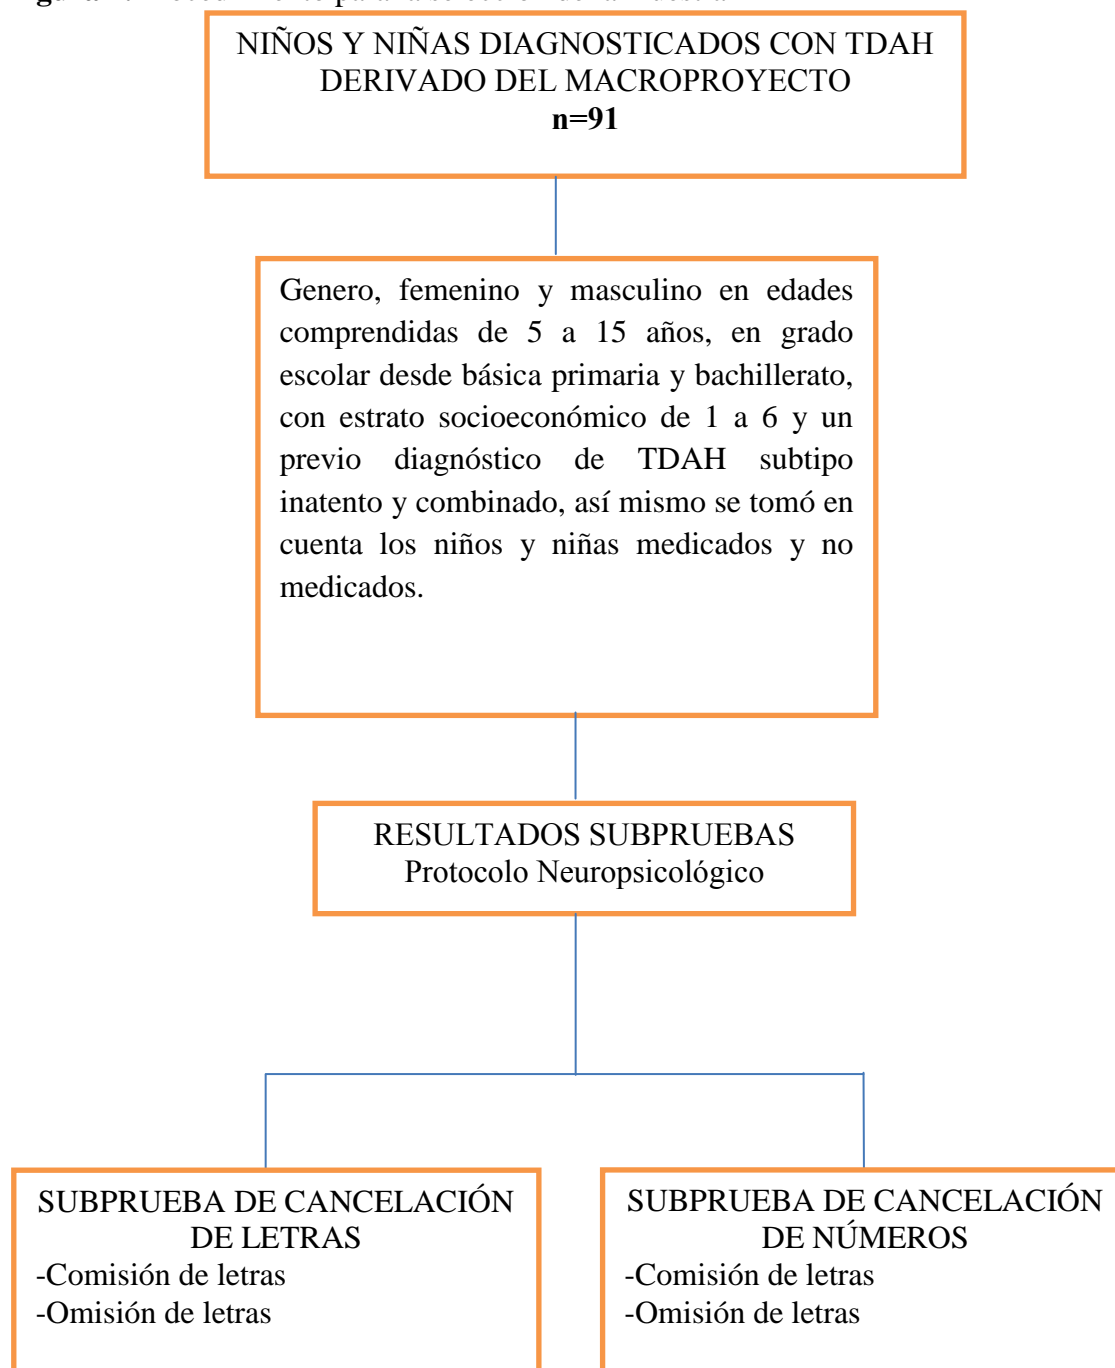 NIÑOS Y NIÑAS DIAGNOSTICADOS CON TDAH
DERIVADO DEL MACROPROYECTO
n=91
Genero, femenino y masculino en edades
comprendidas de 5 a 15 años, en grado
escolar desde básica primaria y bachillerato,
con estrato socioeconómico de 1 a 6 y un
previo diagnóstico de TDAH subtipo
inatento y combinado, así mismo se tomó en
cuenta los niños y niñas medicados y no
medicados.
RESULTADOS SUBPRUEBAS
Protocolo Neuropsicológico
SUBPRUEBA DE CANCELACIÓN
DE LETRAS
-Comisión de letras
-Omisión de letras
SUBPRUEBA DE CANCELACIÓN
DE NÚMEROS
-Comisión de letras
-Omisión de letras